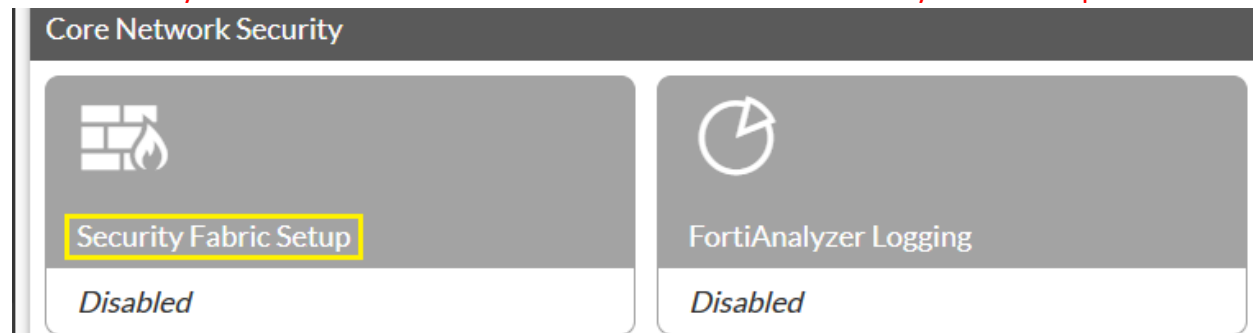 Core Network Security
Security Fabric Setup
FortiAnalyzer Logging
Disabled
Disabled